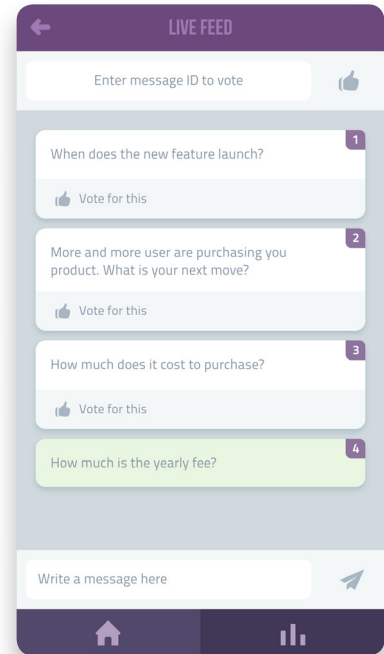 LIVE FEED
Enter message ID to vote
1
When does the new feature launch?
Vote for this
2
More and more user are purchasing you
product. What is your next move?
Vote for this
3
How much does it cost to purchase?
Vote for this
4
How much is the yearly fee?
Write a message here